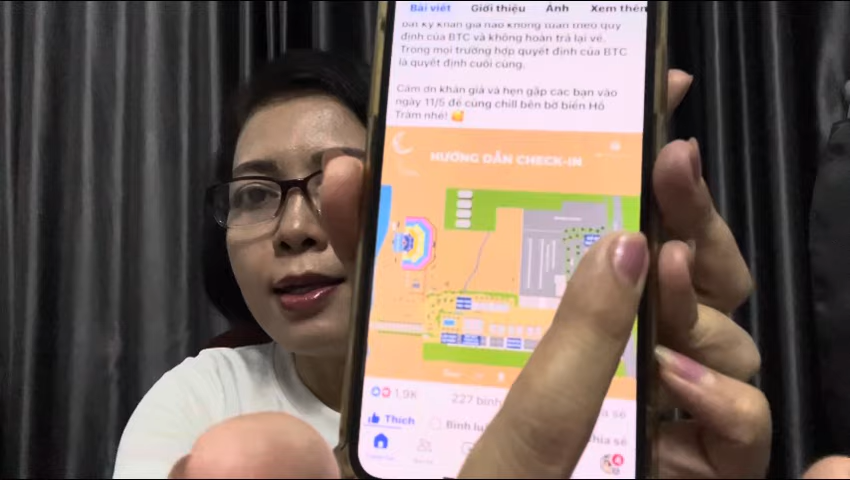 Bài viết Giới thiệu Ảnh Xem thêm
bất kỳ khán giả nào không tuân theo quy
định của BTC và không hoàn trả lại vé.
Trong mọi trường hợp quyết định của BTC
là quyết định cuối cùng.
Cảm ơn khán giả và hẹn gặp các bạn vào
ngày 11/5 để cùng chill bên bờ biển Hồ
Tràm nhé!
HƯỚNG DẪN CHECK-IN
1.9K 227 bình
Thích Bình lu
4